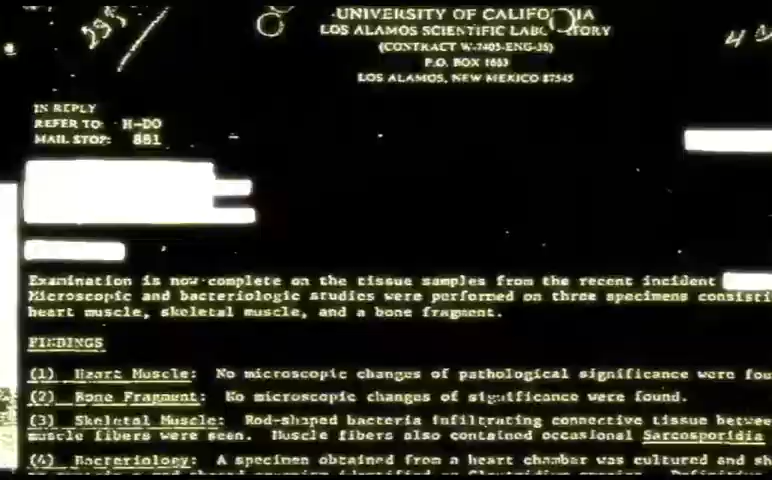 295
UNIVERSITY OF CALIFORNIA
LOS ALAMOS SCIENTIFIC LABORATORY
(CONTRACT W-7405-ENG-36)
P.O. BOX 1663
LOS ALAMOS, NEW MEXICO 87545
IN REPLY
REFER TO: H-DO
MAIL STOP: 881
Examination is now complete on the tissue samples from the recent incident
Microscopic and bacteriologic studies were performed on three specimens consisti
heart muscle, skeletal muscle, and a bone fragment.
FINDINGS
(1) Heart Muscle: No microscopic changes of pathological significance were fou
(2) Bone Fragment: No microscopic changes of significance were found.
(3) Skeletal Muscle: Rod-shaped bacteria infiltrating connective tissue betwee
muscle fibers were seen. Muscle fibers also contained occasional Sarcosporidia
(4) Bacteriology: A specimen obtained from a heart chamber was cultured and sh